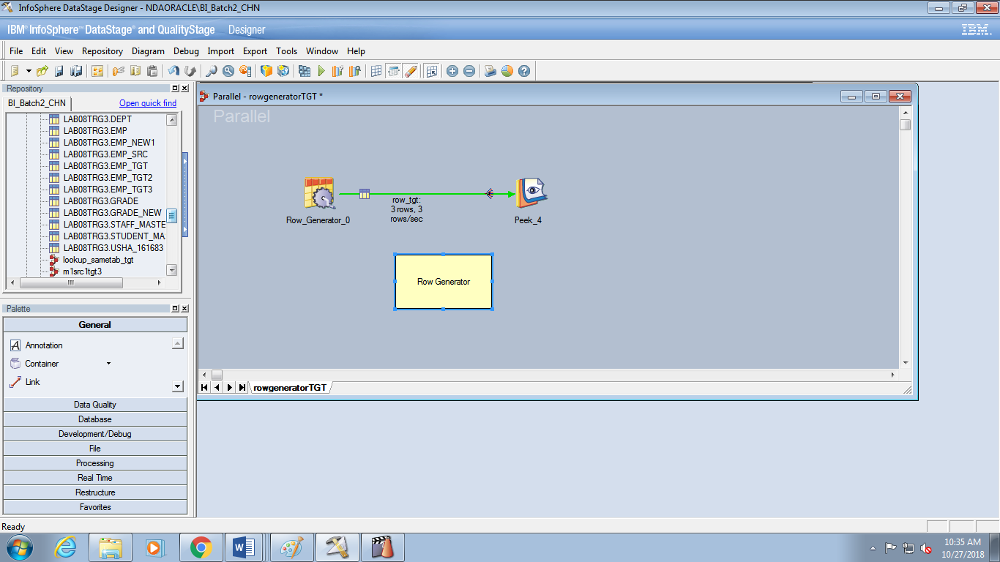 InfoSphere DataStage Designer - NDAORACLE\BI_Batch2_CHN
IBM® InfoSphere™ DataStage® and QualityStage Designer
IBM.
File Edit View Repository Diagram Debug Import Export Tools Window Help
Repository
BI_Batch2_CHN Open quick find
LAB08TRG3.DEPT
LAB08TRG3.EMP
LAB08TRG3.EMP_NEW1
LAB08TRG3.EMP_SRC
LAB08TRG3.EMP_TGT
LAB08TRG3.EMP_TGT2
LAB08TRG3.EMP_TGT3
LAB08TRG3.GRADE
LAB08TRG3.GRADE_NEW
LAB08TRG3.STAFF_MASTE
LAB08TRG3.STUDENT_MA
LAB08TRG3.USHA_161683
lookup_sametab_tgt
m1src1tgt3
Palette
General
Annotation
Container
Link
Data Quality
Database
Development/Debug
File
Processing
Real Time
Restructure
Favorites
Parallel - rowgeneratorTGT *
Parallel
Row_Generator_0
row_tgt:
3 rows, 3
rows/sec
Peek_4
Row Generator
rowgeneratorTGT
Ready
10:35 AM
10/27/2018